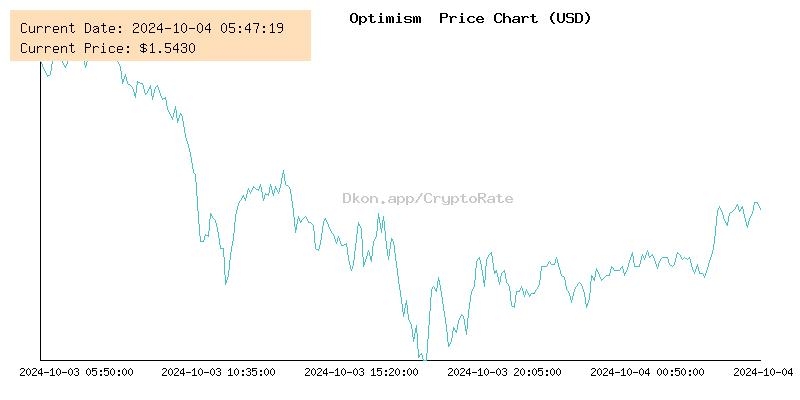 Optimism Price Chart (USD)
Current Date: 2024-10-04 05:47:19
Current Price: $1.5430
Dkon.app/CryptoRate
2024-10-03 05:50:00 2024-10-03 10:35:00 2024-10-03 15:20:00 2024-10-03 20:05:00 2024-10-04 00:50:00 2024-10-04